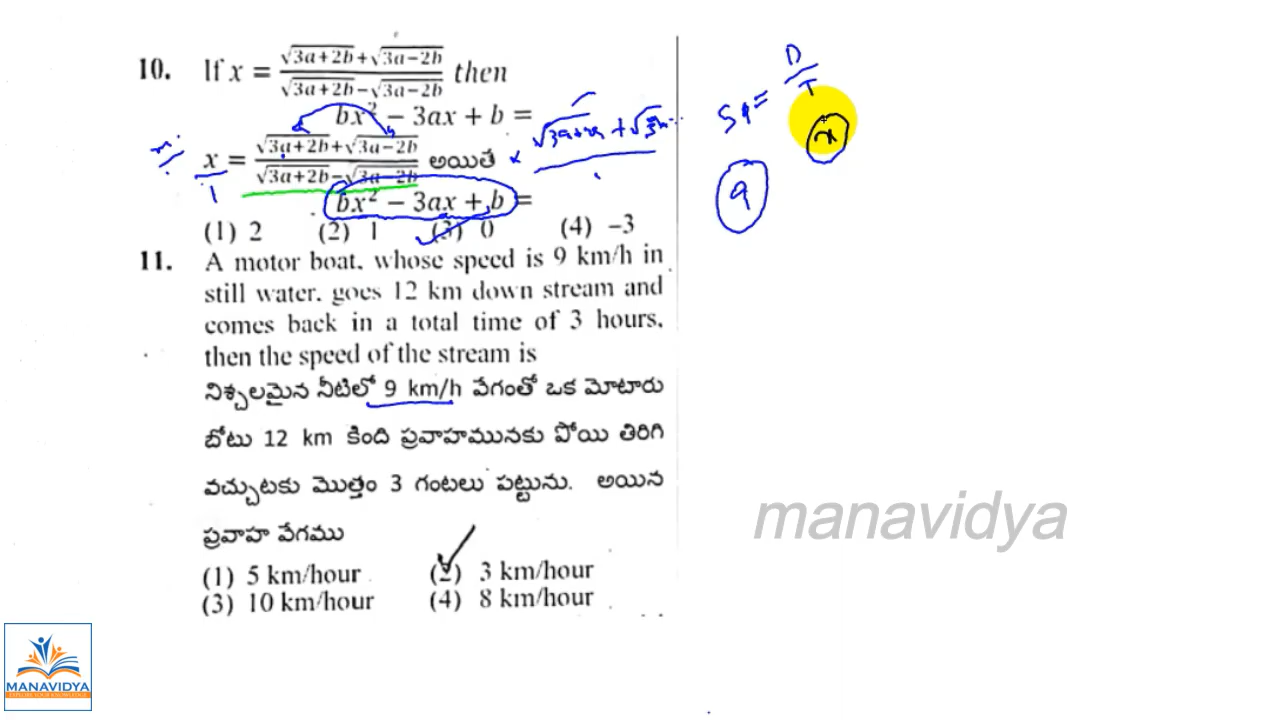 10. If x = √3a+2b+√3a−2b / √3a+2b−√3a−2b then
bx² − 3ax + b =
x = √3a+2b+√3a−2b / √3a+2b−√3a−2b అయితే
1
bx² − 3ax + b =
(1) 2 (2) 1 (3) 0 (4) −3
11. A motor boat, whose speed is 9 km/h in
still water, goes 12 km down stream and
comes back in a total time of 3 hours,
then the speed of the stream is
నిశ్చలమైన నీటిలో 9 km/h వేగంతో ఒక మోటారు
బోటు 12 km కింది ప్రవాహమునకు పోయి తిరిగి
వచ్చుటకు మొత్తం 3 గంటలు పట్టును. అయిన
ప్రవాహ వేగము
(1) 5 km/hour (2) 3 km/hour
(3) 10 km/hour (4) 8 km/hour
= D / T
x
9
manavidya
MANAVIDYA